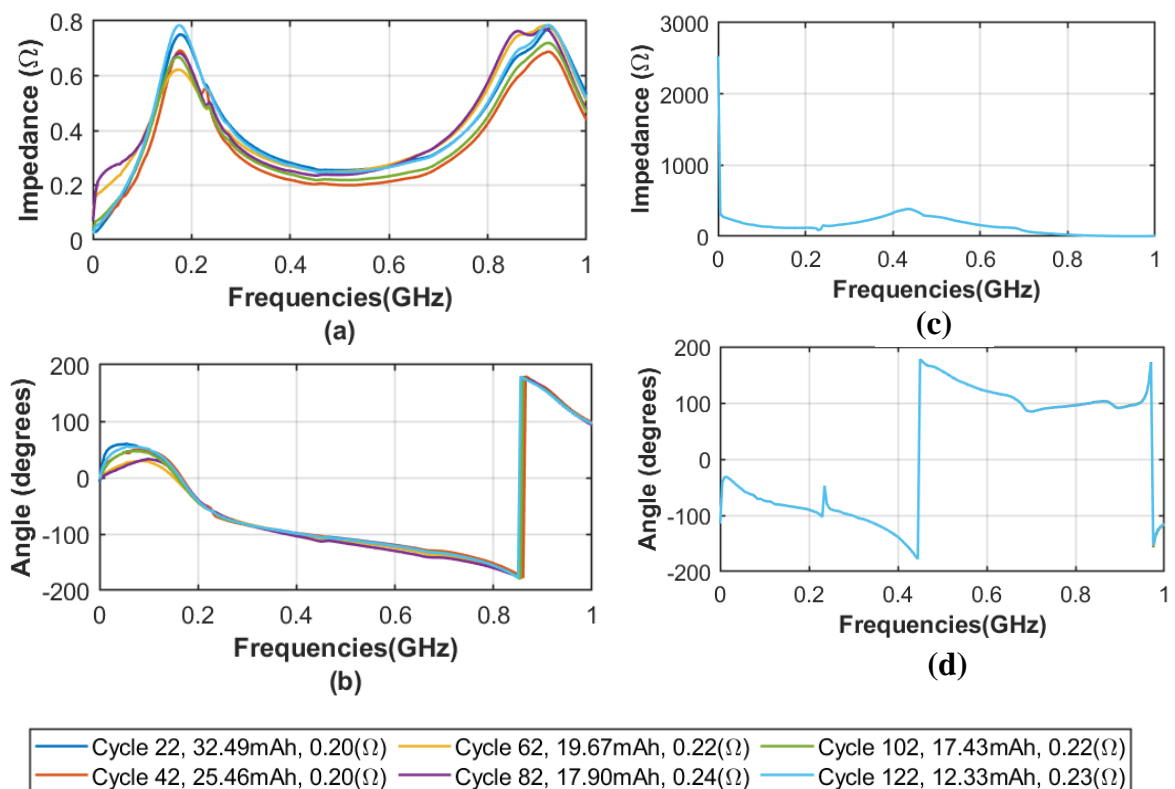 0.8
0.6
0.4
0.2
0
Impedance (Ω)
0 0.2 0.4 0.6 0.8 1
Frequencies(GHz)
(a)
3000
2000
1000
0
Impedance Ω)
0 0.2 0.4 0.6 0.8 1
Frequencies(GHz)
(c)
200
100
0
-100
-200
Angle (degrees)
0 0.2 0.4 0.6 0.8 1
Frequencies(GHz)
(b)
200
100
0
-100
-200
Angle (degrees)
0 0.2 0.4 0.6 0.8 1
Frequencies(GHz)
(d)
Cycle 22, 32.49mAh, 0.20(Ω) Cycle 62, 19.67mAh, 0.22(Ω) Cycle 102, 17.43mAh, 0.22(Ω)
Cycle 42, 25.46mAh, 0.20(Ω) Cycle 82, 17.90mAh, 0.24(Ω) Cycle 122, 12.33mAh, 0.23(Ω)